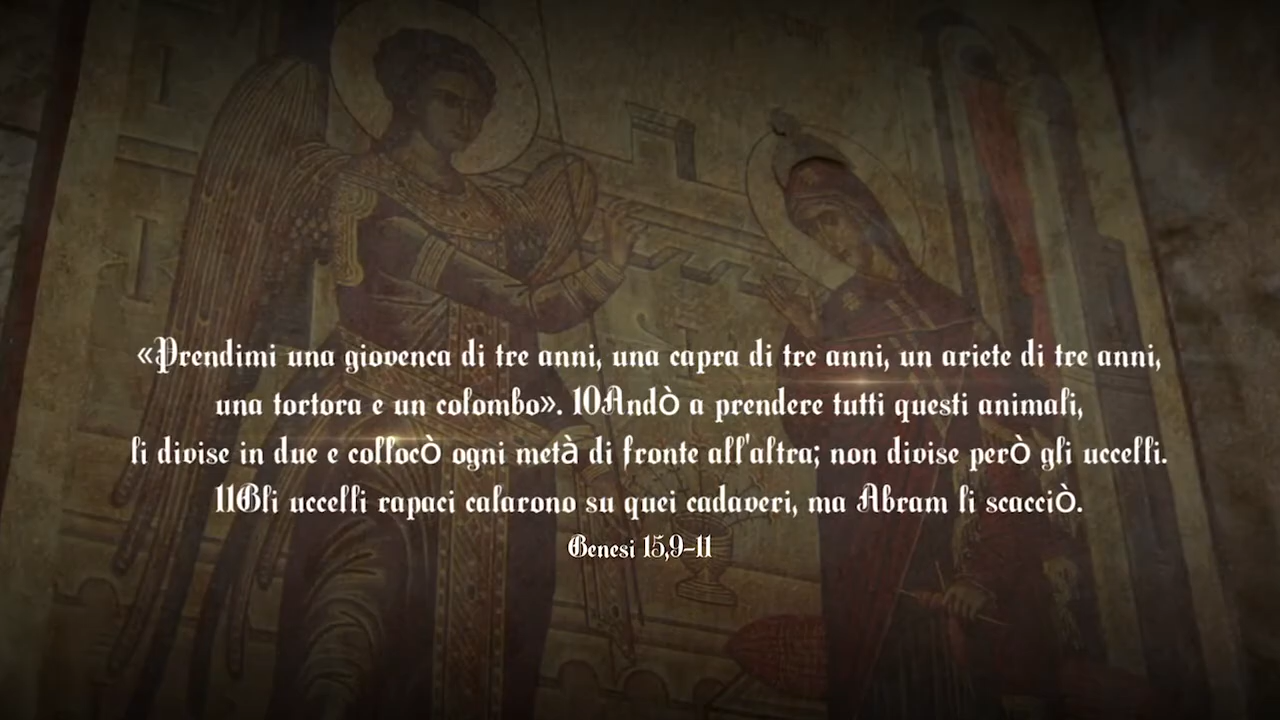 «Prendimi una giovenca di tre anni, una capra di tre anni, un ariete di tre anni,
una tortora e un colombo». 10Andò a prendere tutti questi animali,
li divise in due e collocò ogni metà di fronte all'altra; non divise però gli uccelli.
11Gli uccelli rapaci calarono su quei cadaveri, ma Abram li scacciò.
Genesi 15,9-11